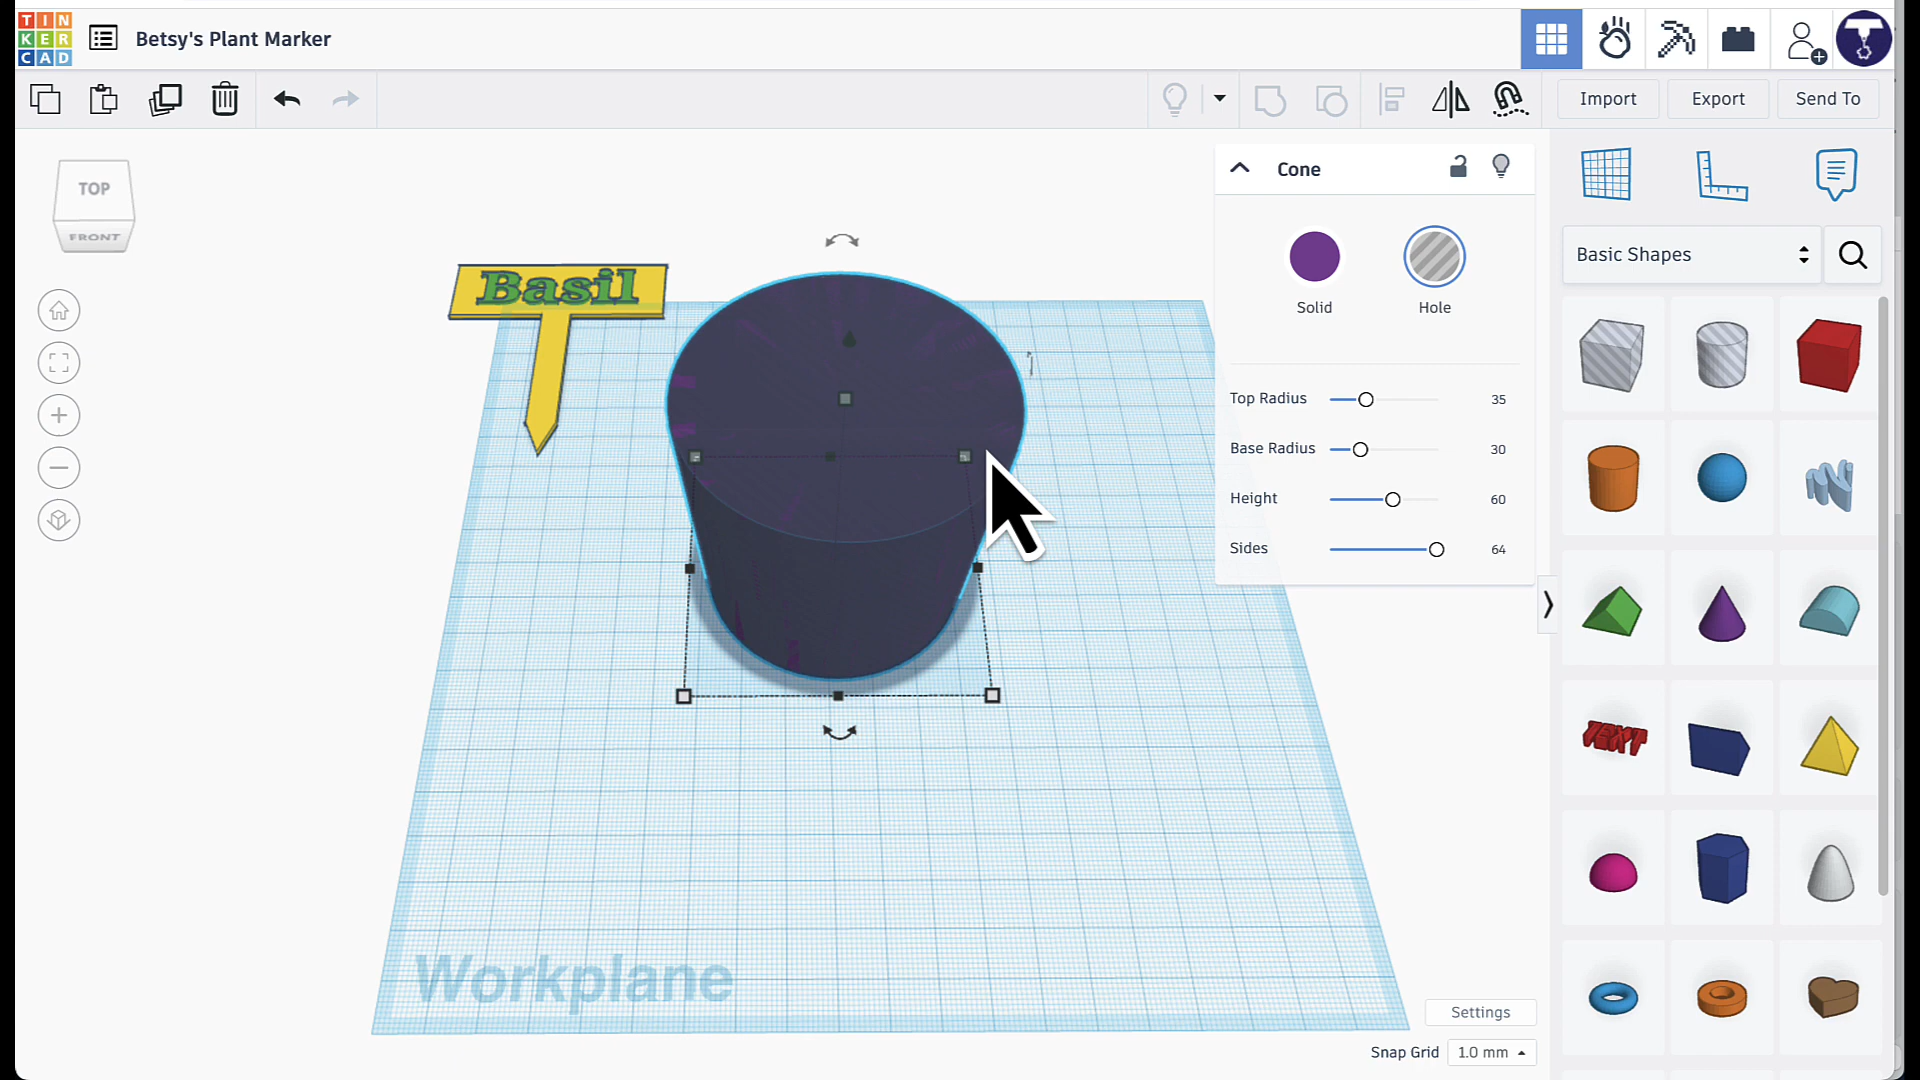 TIN
KER
CAD
Betsy's Plant Marker
Import
Export
Send To
TOP
FRONT
Basil
Workplane
Cone
Solid
Hole
Top Radius 35
Base Radius 30
Height 60
Sides 64
Basic Shapes
TEXT
Settings
Snap Grid 1.0 mm